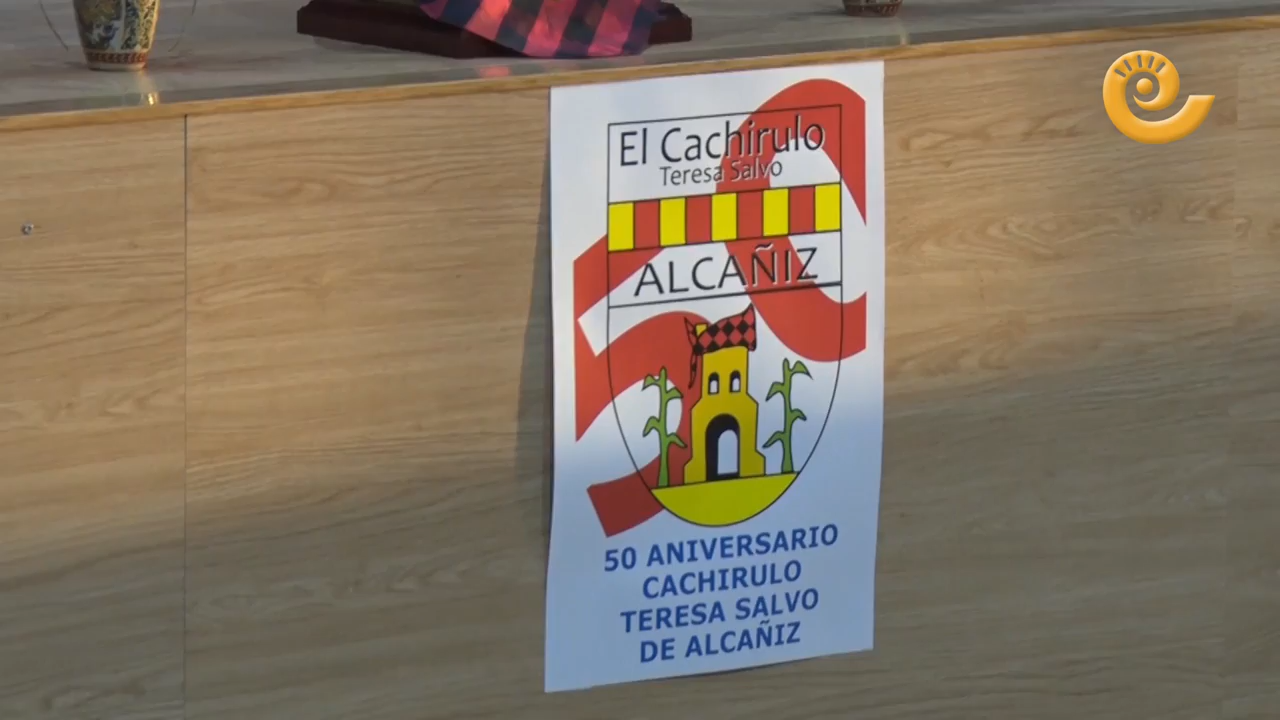 El Cachirulo
Teresa Salvo
ALCAÑIZ
50 ANIVERSARIO
CACHIRULO
TERESA SALVO
DE ALCAÑIZ